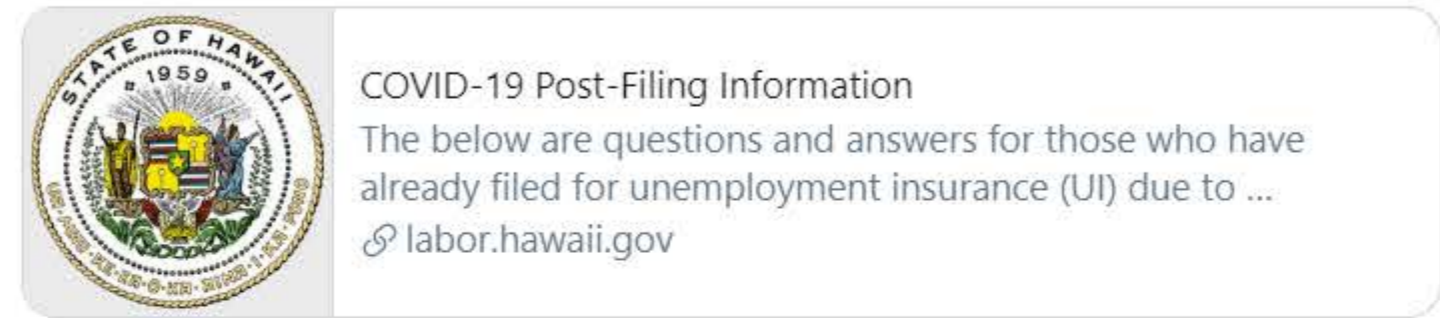 STATE OF HAWAII
1959
COVID-19 Post-Filing Information
The below are questions and answers for those who have
already filed for unemployment insurance (UI) due to ...
labor.hawaii.gov